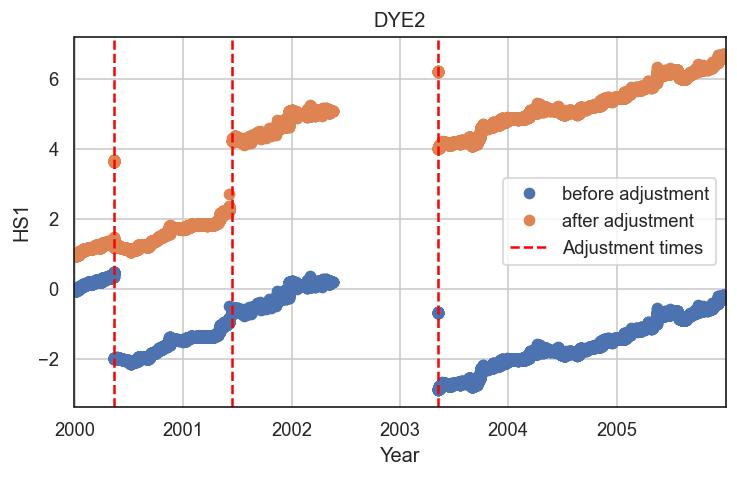 DYE2
HS1
6
4
2
0
−2
before adjustment
after adjustment
Adjustment times
2000
2001
2002
2003
2004
2005
Year